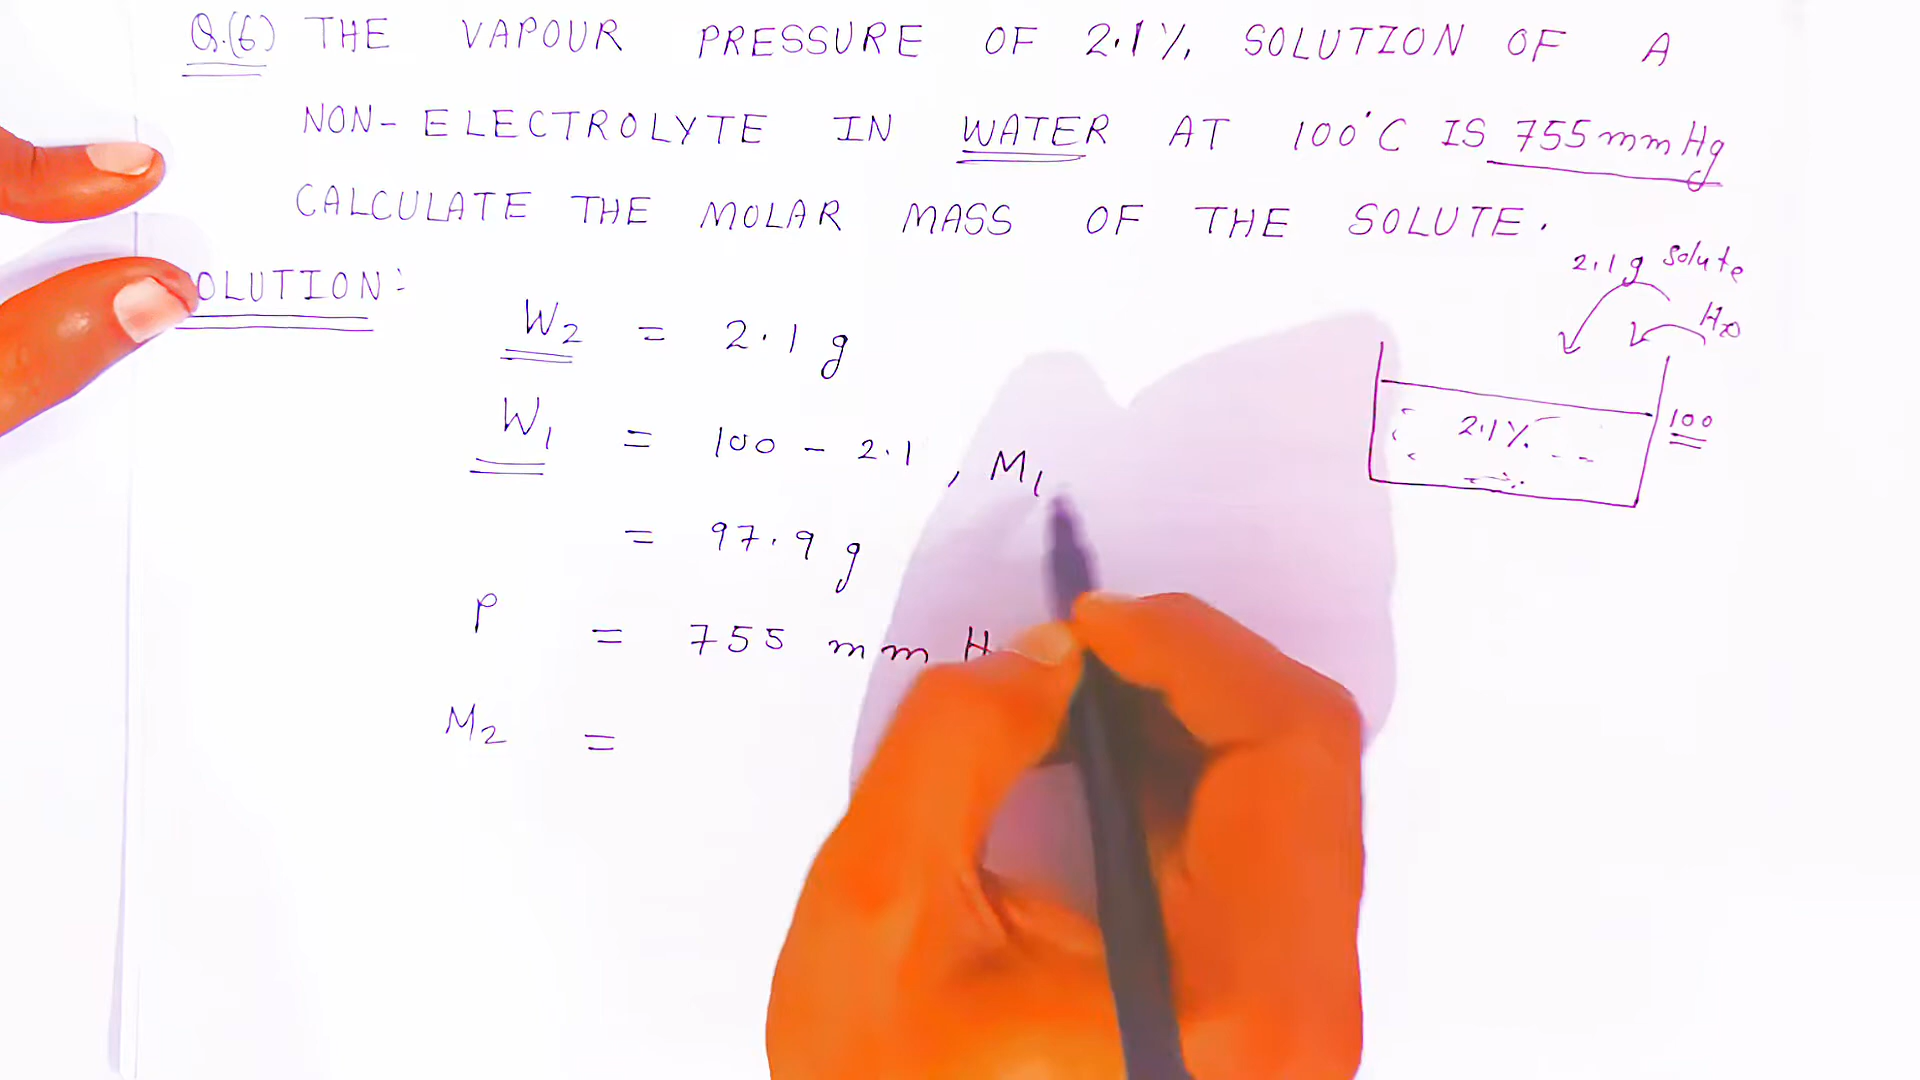 Q.(6) THE VAPOUR PRESSURE OF 2.1% SOLUTION OF A
NON-ELECTROLYTE IN WATER AT 100°C IS 755 mm Hg
CALCULATE THE MOLAR MASS OF THE SOLUTE.
OLUTION:
2.1 g solute
H2O
W2 = 2.1 g
2.1%
100
W1 = 100 - 2.1 , M1
= 97.9 g
P = 755 mm H
M2 =